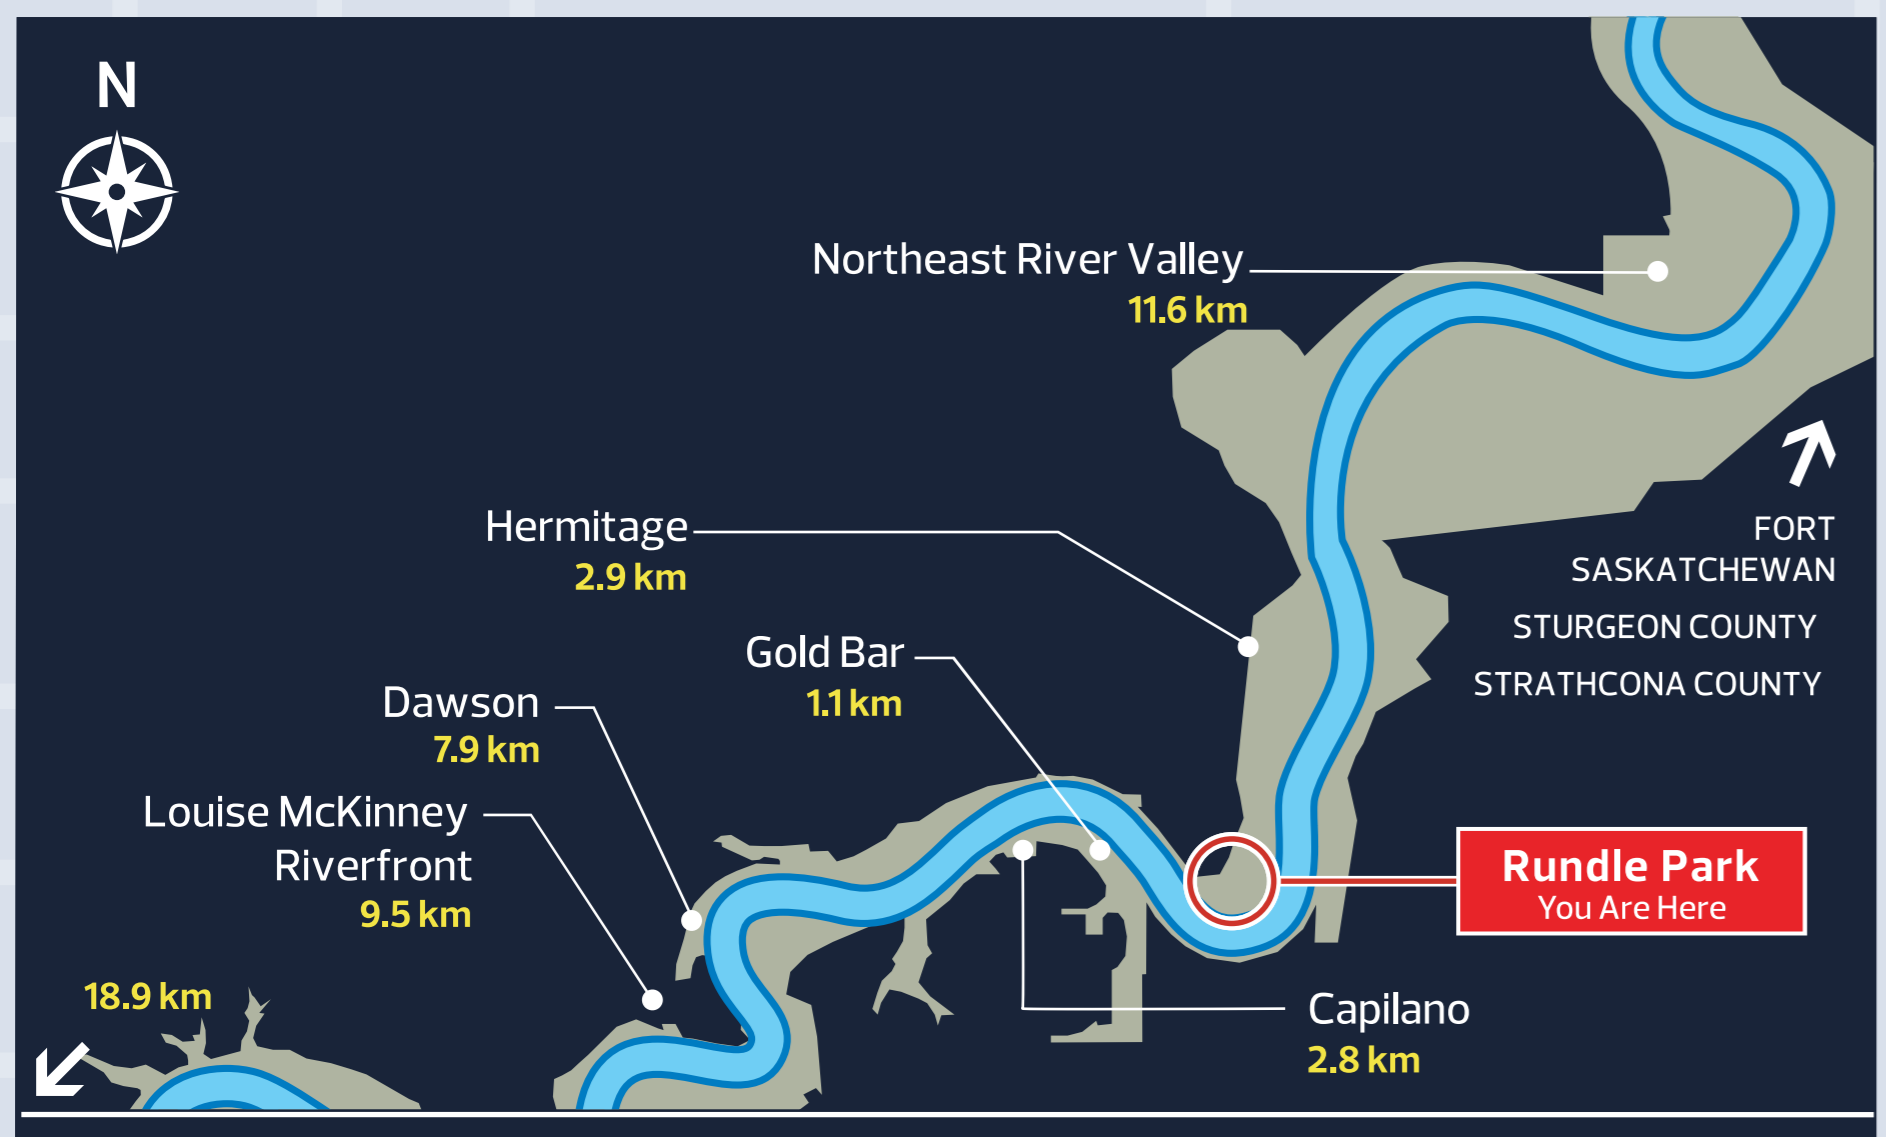 N
Northeast River Valley
11.6 km
Hermitage
2.9 km
Gold Bar
1.1 km
Dawson
7.9 km
Louise McKinney
Riverfront
9.5 km
18.9 km
FORT
SASKATCHEWAN
STURGEON COUNTY
STRATHCONA COUNTY
Rundle Park
You Are Here
Capilano
2.8 km